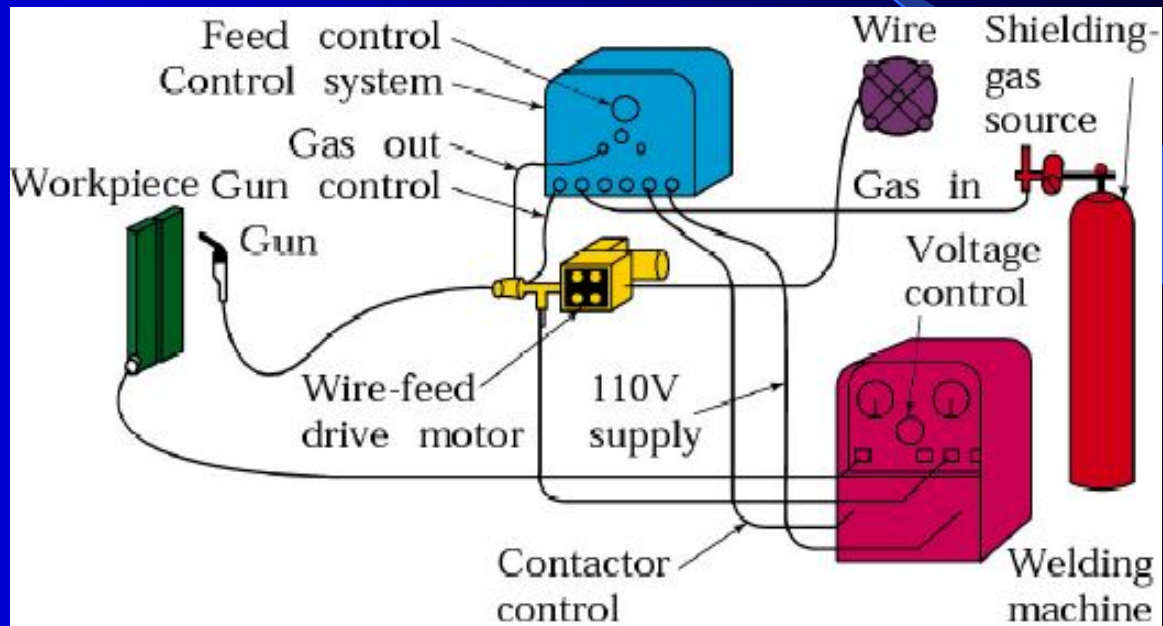 Feed control
Control system
Gas out
Workpiece Gun control
Gun
Wire
Shielding-
gas
source
Gas in
Voltage
control
Wire-feed
drive motor
110V
supply
Contactor
control
Welding
machine